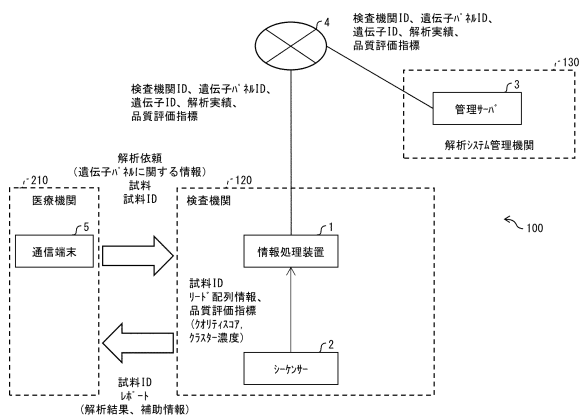 4
検査機関ID、遺伝子パネルID、
遺伝子ID、解析実績、
品質評価指標
130
3
管理サーバ
解析システム管理機関
検査機関ID、遺伝子パネルID、
遺伝子ID、解析実績、
品質評価指標
解析依頼
(遺伝子パネルに関する情報)
試料
試料ID
210
医療機関
5
通信端末
120
検査機関
1
情報処理装置
100
試料ID
リード配列情報、
品質評価指標
(クオリティスコア、
クラスター濃度)
2
シーケンサー
試料ID
レポート
(解析結果、補助情報)